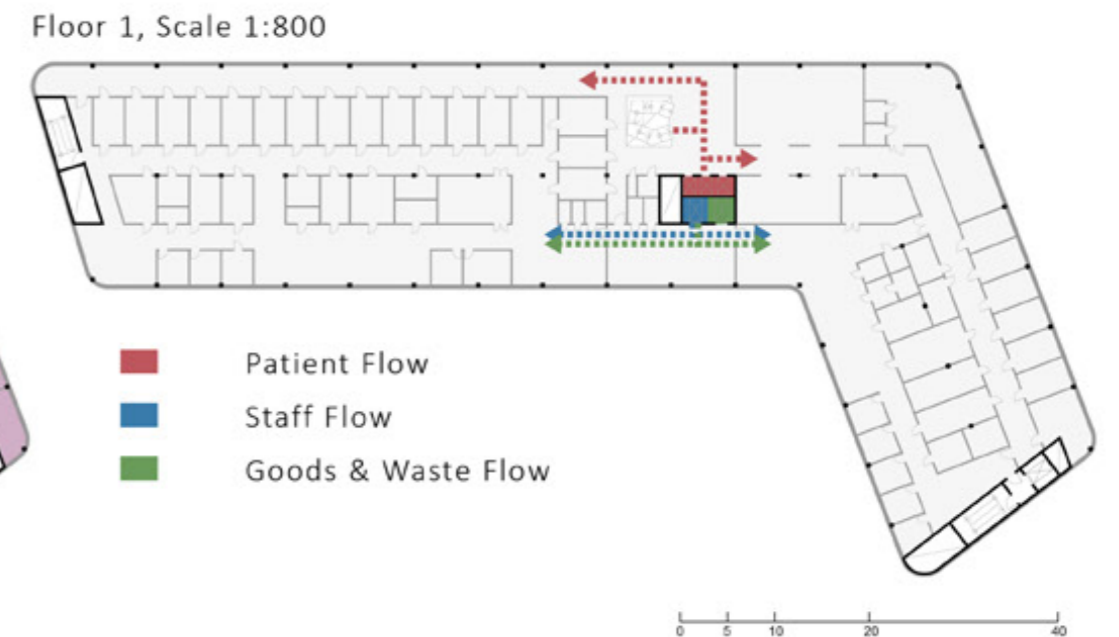 Floor 1, Scale 1:800
Patient Flow
Staff Flow
Goods & Waste Flow
0 5 10 20 40